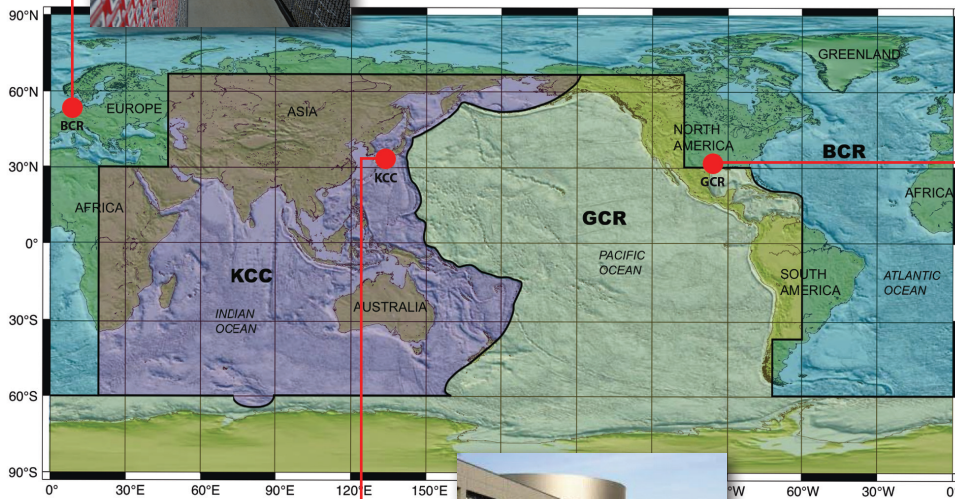 90°N
60°N
30°N
0°
30°S
60°S
90°S
GREENLAND
EUROPE
ASIA
BCR
NORTH
AMERICA
BCR
KCC
GCR
AFRICA
AFRICA
GCR
KCC
PACIFIC
OCEAN
SOUTH
AMERICA
ATLANTIC
OCEAN
AUSTRALIA
INDIAN
OCEAN
0° 30°E 60°E 90°E 120°E 150°E °W 60°W 30°W 0